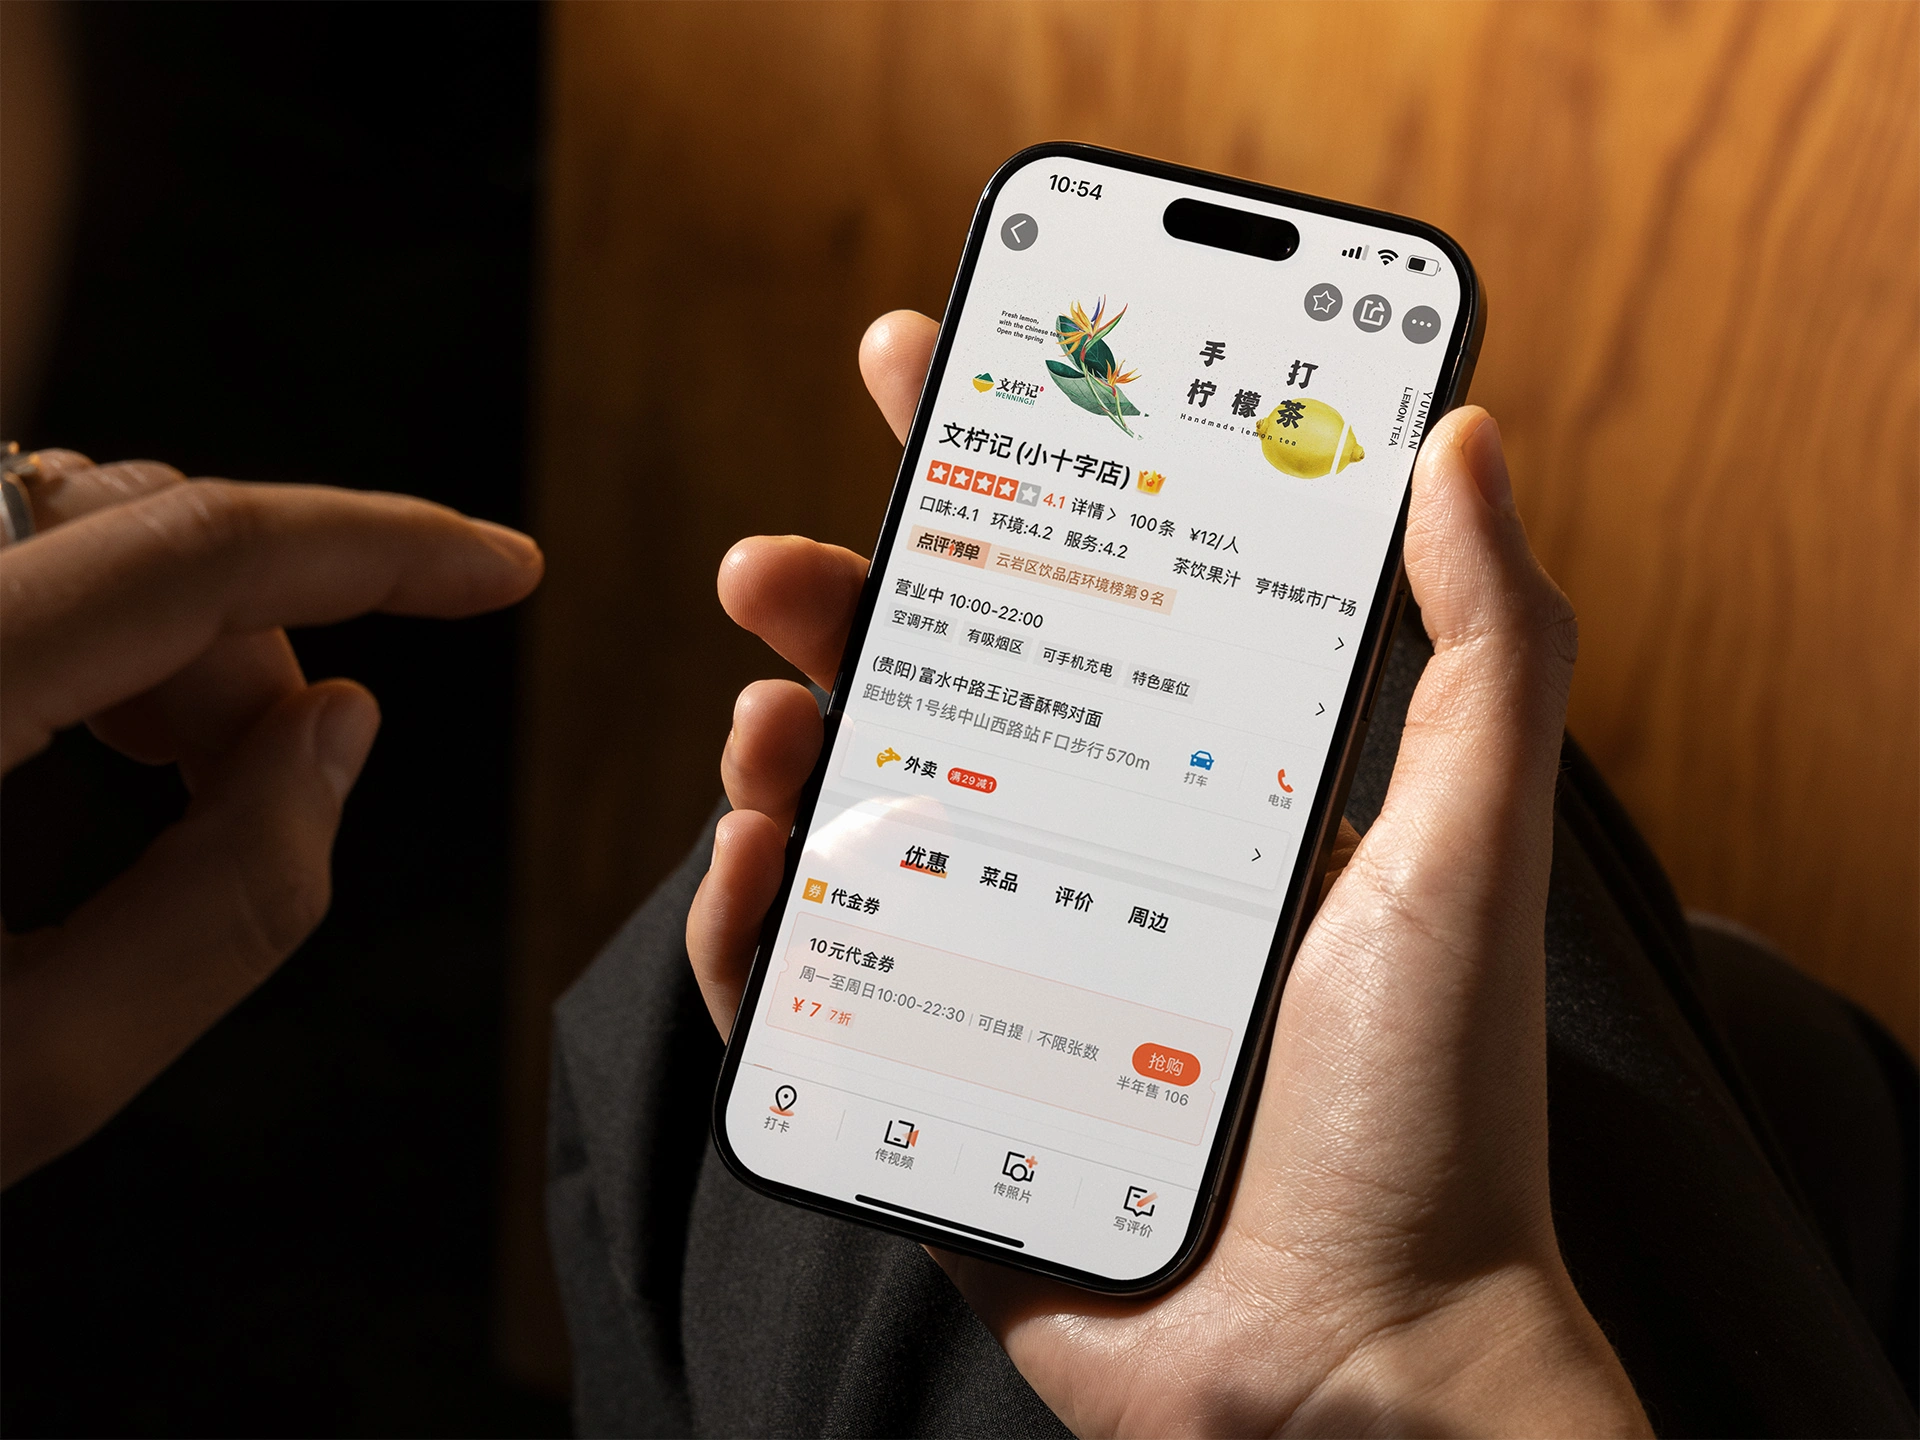 10:54
Fresh lemon,
with the Chinese tea,
Open the spring
文柠记
WENNINGJI
手 打
柠檬茶
Handmade lemon tea
YUNNAN
LEMON TEA
文柠记(小十字店)
4.1 详情 100条 ¥12/人
口味:4.1 环境:4.2 服务:4.2 茶饮果汁 亨特城市广场
点评榜单 云岩区饮品店环境榜第9名
营业中 10:00-22:00
空调开放 有吸烟区 可手机充电 特色座位
(贵阳)富水中路王记香酥鸭对面
距地铁1号线中山西路站F口步行570m
打车 电话
外卖 满29减1
优惠 菜品 评价 周边
券 代金券
10元代金券
周一至周日10:00-22:30 | 可自提 | 不限张数
¥7 7折
抢购
半年售 106
打卡 传视频 传照片 写评价